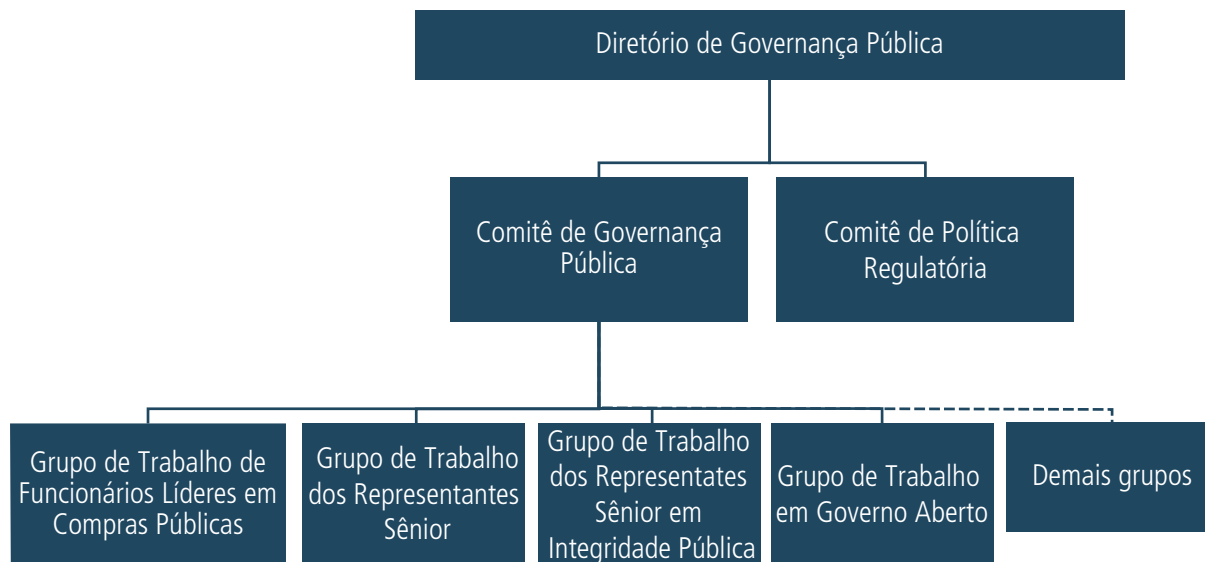 Diretório de Governança Pública
Comitê de Governança
Pública
Comitê de Política
Regulatória
Grupo de Trabalho de
Funcionários Líderes em
Compras Públicas
Grupo de Trabalho
dos Representantes
Sênior
Grupo de Trabalho
dos Represetates
Sênior em
Integridade Pública
Grupo de Trabalho
em Governo Aberto
Demais grupos